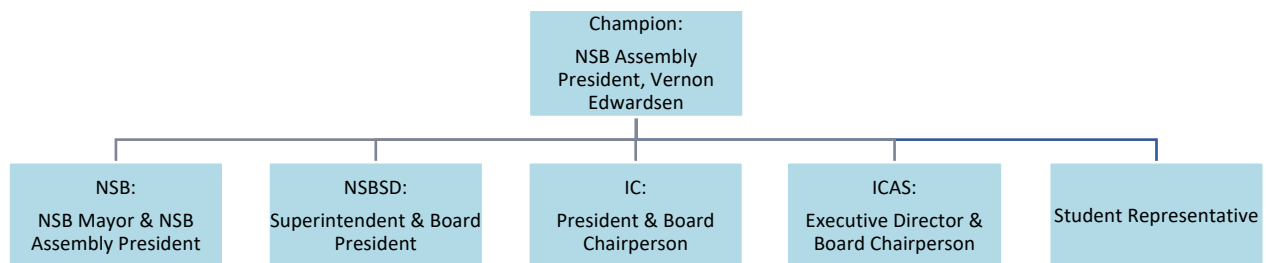 Champion:
NSB Assembly
President, Vernon
Edwardsen
NSB:
NSB Mayor & NSB
Assembly President
NSBSD:
Superintendent & Board
President
IC:
President & Board
Chairperson
ICAS:
Executive Director &
Board Chairperson
Student Representative